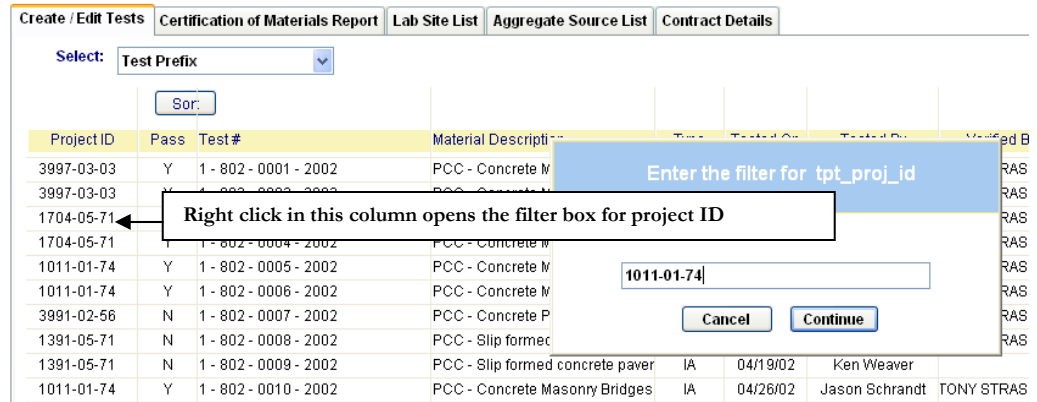 Create / Edit Tests Certification of Materials Report Lab Site List Aggregate Source List Contract Details
Select: Test Prefix
Sort
Project ID Pass Test # Material Description
3997-03-03 Y 1 - 802 - 0001 - 2002 PCC - Concrete M
Enter the filter for tpt_proj_id
3997-03-03
1704-05-71
Right click in this column opens the filter box for project ID
1704-05-71 Y 1 - 802 - 0004 - 2002 PCC - Concrete M
1011-01-74 Y 1 - 802 - 0005 - 2002 PCC - Concrete M
1011-01-74
1011-01-74 Y 1 - 802 - 0006 - 2002 PCC - Concrete M
3991-02-56 N 1 - 802 - 0007 - 2002 PCC - Concrete P
Cancel Continue
1391-05-71 N 1 - 802 - 0008 - 2002 PCC - Slip formed
1391-05-71 N 1 - 802 - 0009 - 2002 PCC - Slip formed concrete paver IA 04/19/02 Ken Weaver
1011-01-74 Y 1 - 802 - 0010 - 2002 PCC - Concrete Masonry Bridges IA 04/26/02 Jason Schrandt TONY STRAS